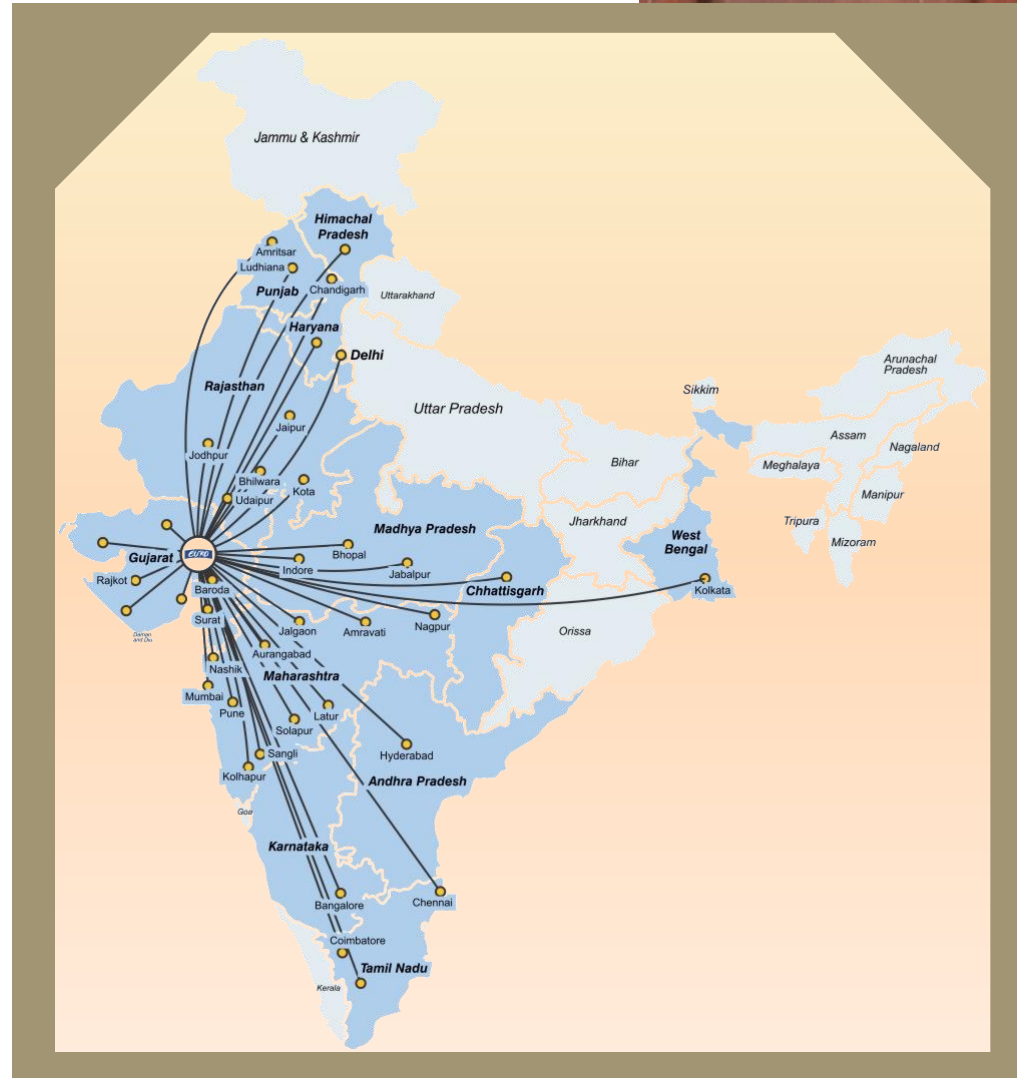 Jammu & Kashmir
Himachal
Pradesh
Amritsar
Ludhiana
Chandigarh
Punjab
Uttarakhand
Haryana
Delhi
Arunachal
Pradesh
Rajasthan
Sikkim
Uttar Pradesh
Jaipur
Assam
Nagaland
Jodhpur
Bihar
Meghalaya
Bhilwara
Kota
Udaipur
Manipur
Madhya Pradesh
Jharkhand
Tripura
West
Bengal
Mizoram
Gujarat
EURO
Bhopal
Indore
Jabalpur
Rajkot
Baroda
Chhattisgarh
Kolkata
Surat
Jalgaon
Amravati
Nagpur
Orissa
Daman
and Diu
Aurangabad
Nashik
Maharashtra
Mumbai
Pune
Latur
Solapur
Sangli
Hyderabad
Kolhapur
Andhra Pradesh
Goa
Karnataka
Bangalore
Chennai
Coimbatore
Tamil Nadu
Kerala